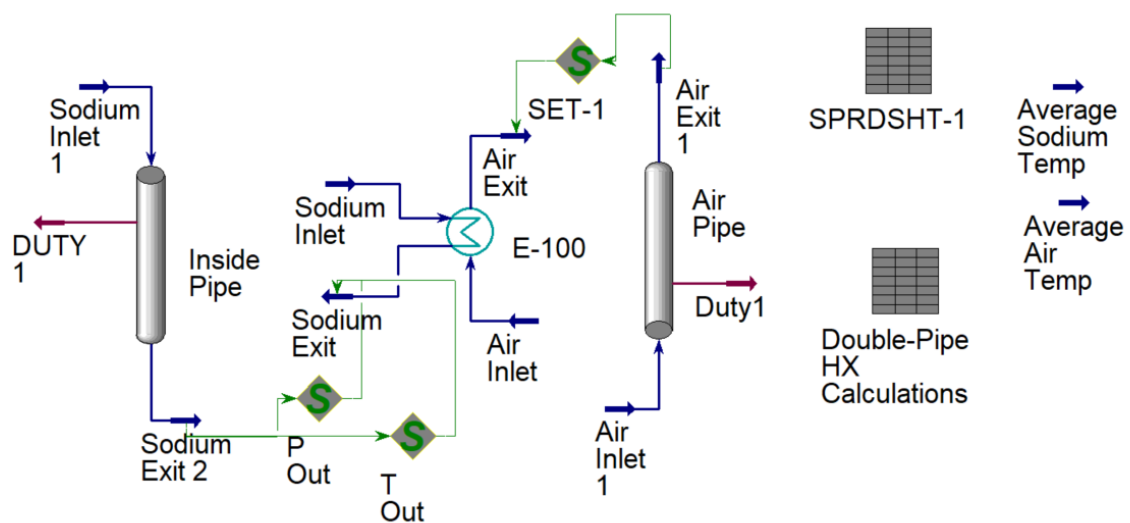 Sodium
Inlet
1
DUTY
1
Inside
Pipe
Sodium
Exit 2
P
Out
T
Out
Sodium
Inlet
Sodium
Exit
S
S
S
SET-1
Air
Exit
E-100
Air
Inlet
Air
Exit
1
Air
Pipe
Duty1
Air
Inlet
1
SPRDSHT-1
Double-Pipe
HX
Calculations
Average
Sodium
Temp
Average
Air
Temp